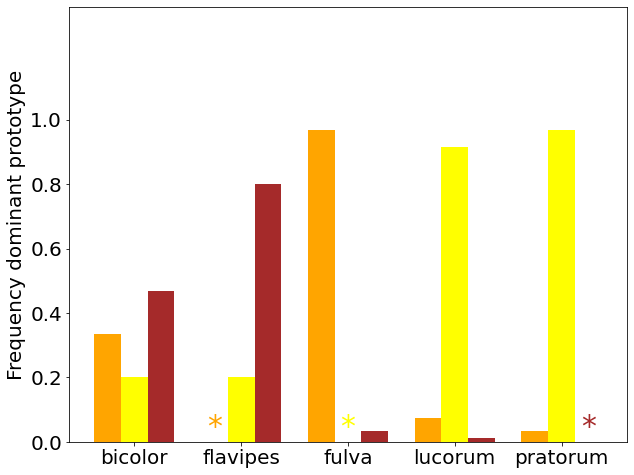 Frequency dominant prototype
1.0
0.8
0.6
0.4
0.2
0.0
* * *
bicolor flavipes fulva lucorum pratorum